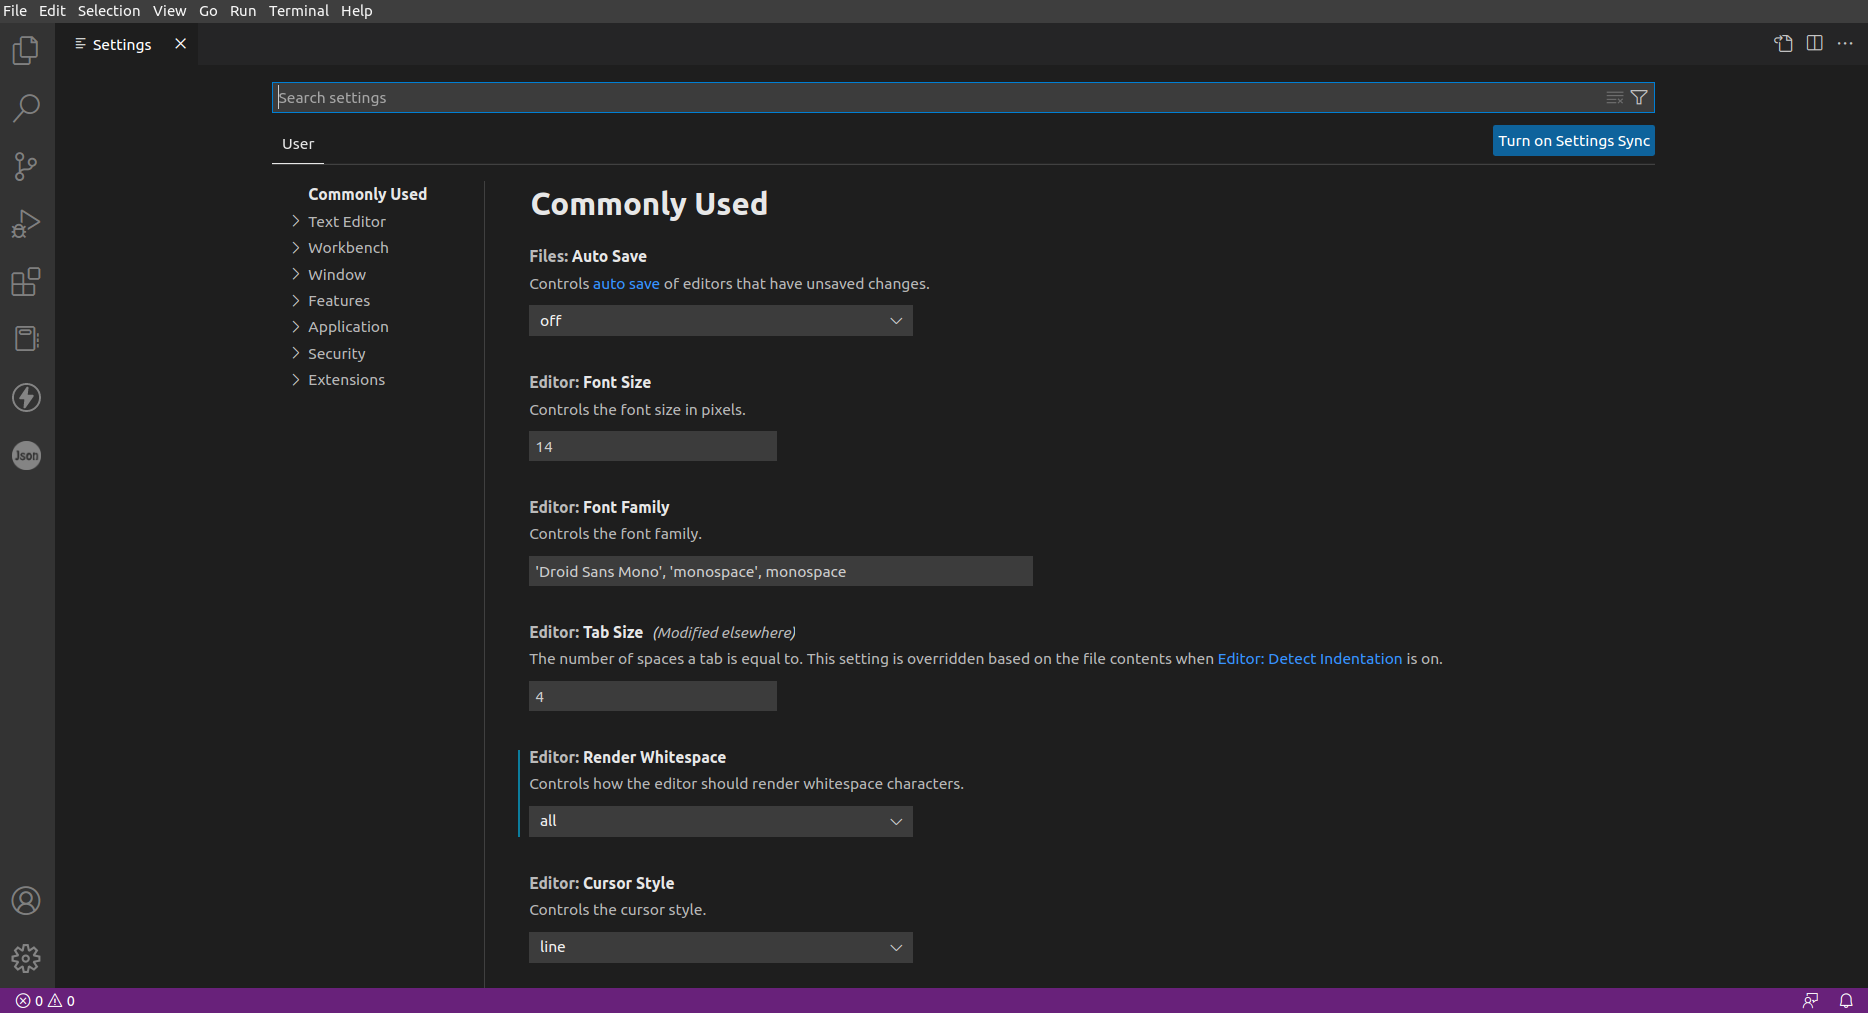 File Edit Selection View Go Run Terminal Help
Settings
Search settings
User
Turn on Settings Sync
Commonly Used
Text Editor
Workbench
Window
Features
Application
Security
Extensions
Json
Commonly Used
Files: Auto Save
Controls auto save of editors that have unsaved changes.
off
Editor: Font Size
Controls the font size in pixels.
14
Editor: Font Family
Controls the font family.
'Droid Sans Mono', 'monospace', monospace
Editor: Tab Size (Modified elsewhere)
The number of spaces a tab is equal to. This setting is overridden based on the file contents when Editor: Detect Indentation is on.
4
Editor: Render Whitespace
Controls how the editor should render whitespace characters.
all
Editor: Cursor Style
Controls the cursor style.
line
0 0